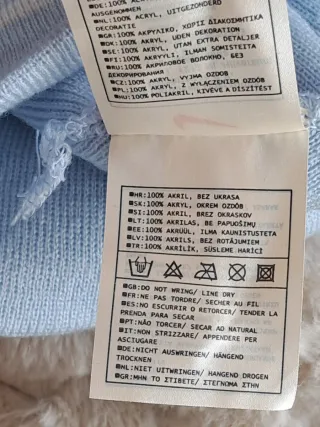 AUSGENOMMEN
■NL:100% ACRYL, UITGEZONDERD
DECORATIE
■GR:100% ΑΚΡΥΛΙΚΟ, ΧΩΡΙΣ ΔΙΑΚΟΣΜΗΤΙΚΑ
■DK:100% ACRYL, UDEN DEKORATION
■SE:100% AKRYL, UTAN EXTRA DETALJER
■FI:100% AKRYYLI, ILMAN SOMISTEITA
■RU:100% АКРИЛОВОЕ ВОЛОКНО, БЕЗ
ДЕКОРИРОВАНИЯ
■CZ:100% AKRYL, VYJMA OZDOB
■PL:100% AKRYL, Z WYŁĄCZENIEM OZDÓB
■HU:100% POLIAKRIL, KIVÉVE A DÍSZÍTÉST
■HR:100% AKRIL, BEZ UKRASA
■SK:100% AKRYL, OKREM OZDÔB
■SI:100% AKRIL, BREZ OKRASKOV
■LT:100% AKRILAS, BE PAPUOŠIMŲ
■EE:100% AKRÜÜL, ILMA KAUNISTUSTETA
■LV:100% AKRILS, BEZ ROTĀJUMIEM
■TR:100% AKRİLİK, SÜSLEME HARİCİ
■GB:DO NOT WRING/ LINE DRY
■FR:NE PAS TORDRE/ SECHER AU FIL
■ES:NO ESCURRIR O RETORCER/ TENDER LA
PRENDA PARA SECAR
■PT:NÃO TORCER/ SECAR AO NATURAL
■IT:NON STRIZZARE/ APPENDERE PER
ASCIUGARE
■DE:NICHT AUSWRINGEN/ HÄNGEND
TROCKNEN
■NL:NIET UITWRINGEN/ HANGEND DROGEN
■GR:ΜΗΝ ΤΟ ΣΤΙΒΕΤΕ/ ΣΤΕΓΝΩΜΑ ΣΤΗΝ